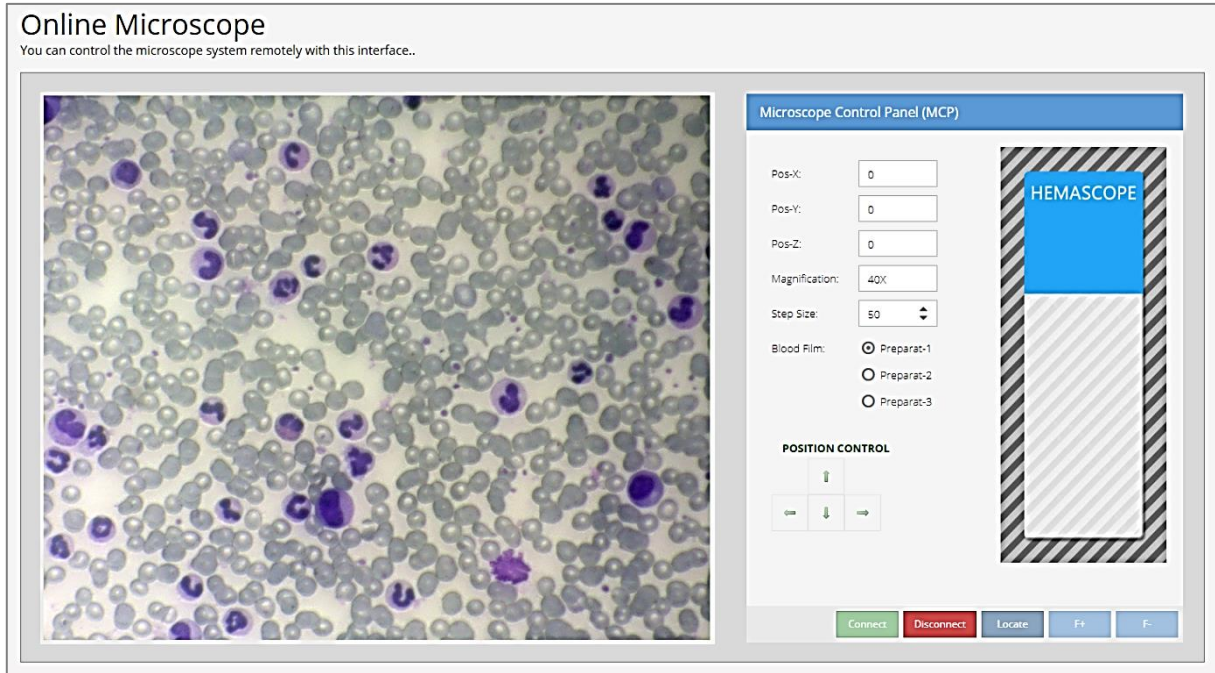 Online Microscope
You can control the microscope system remotely with this interface..
Microscope Control Panel (MCP)
Pos-X: 0
Pos-Y: 0
Pos-Z: 0
Magnification: 40X
Step Size: 50
Blood Film: Preparat-1
Preparat-2
Preparat-3
HEMASCOPE
POSITION CONTROL
Connect Disconnect Locate F+ F-